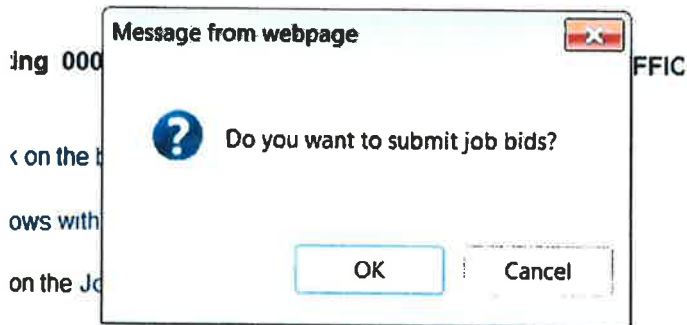 Message from webpage
ing 000 FFIC
Do you want to submit job bids?
on the
ows with
OK Cancel
on the Jo